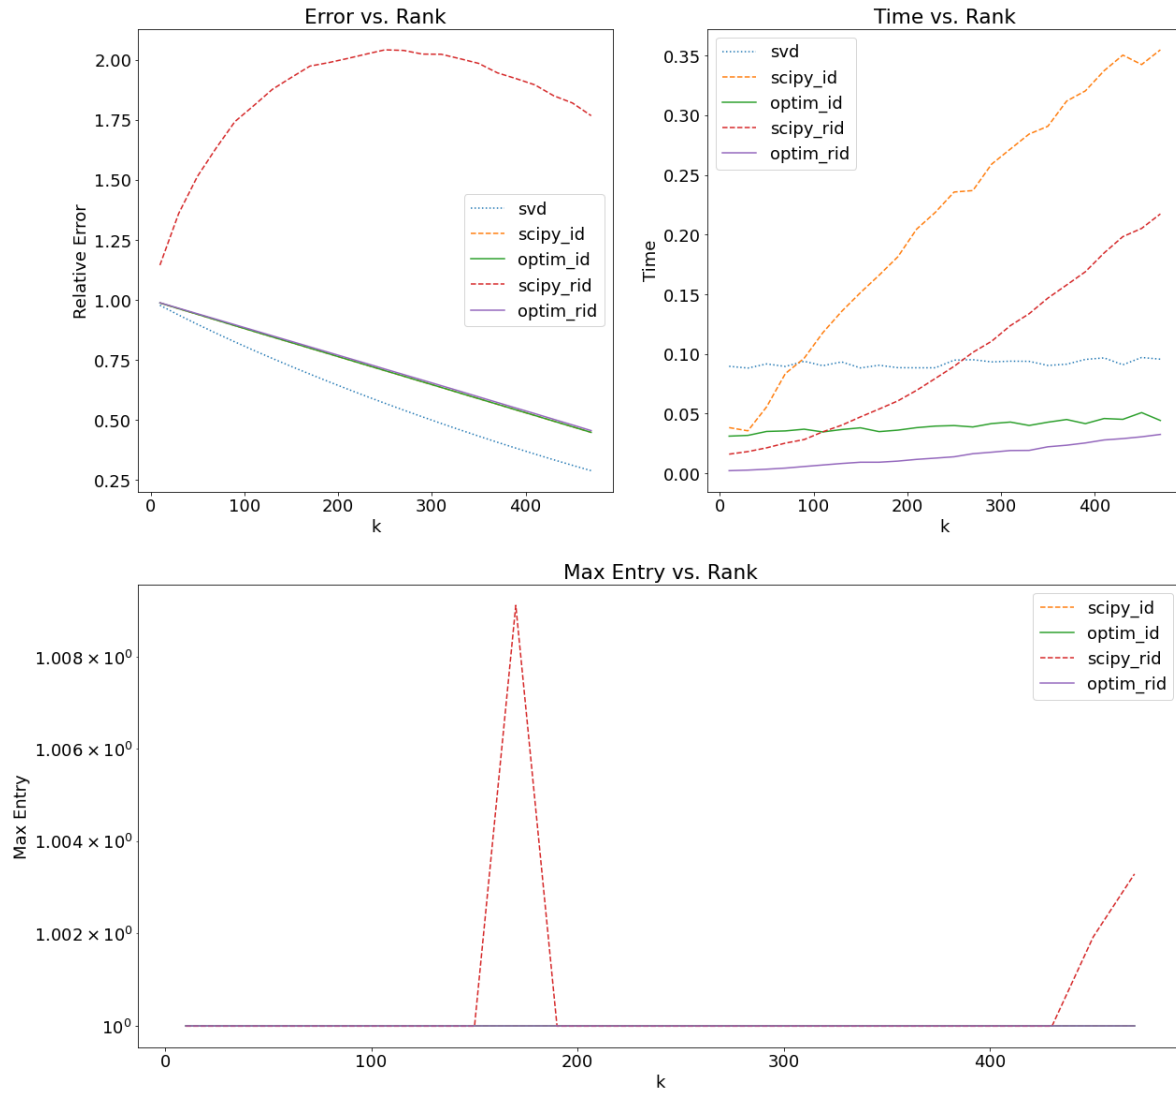 Error vs. Rank
Relative Error
2.00
1.75
1.50
1.25
1.00
0.75
0.50
0.25
svd
scipy_id
optim_id
scipy_rid
optim_rid
0 100 200 300 400
k
Time vs. Rank
Time
0.35
0.30
0.25
0.20
0.15
0.10
0.05
0.00
svd
scipy_id
optim_id
scipy_rid
optim_rid
0 100 200 300 400
k
Max Entry vs. Rank
Max Entry
1.008 × 10⁰
1.006 × 10⁰
1.004 × 10⁰
1.002 × 10⁰
10⁰
scipy_id
optim_id
scipy_rid
optim_rid
0 100 200 300 400
k